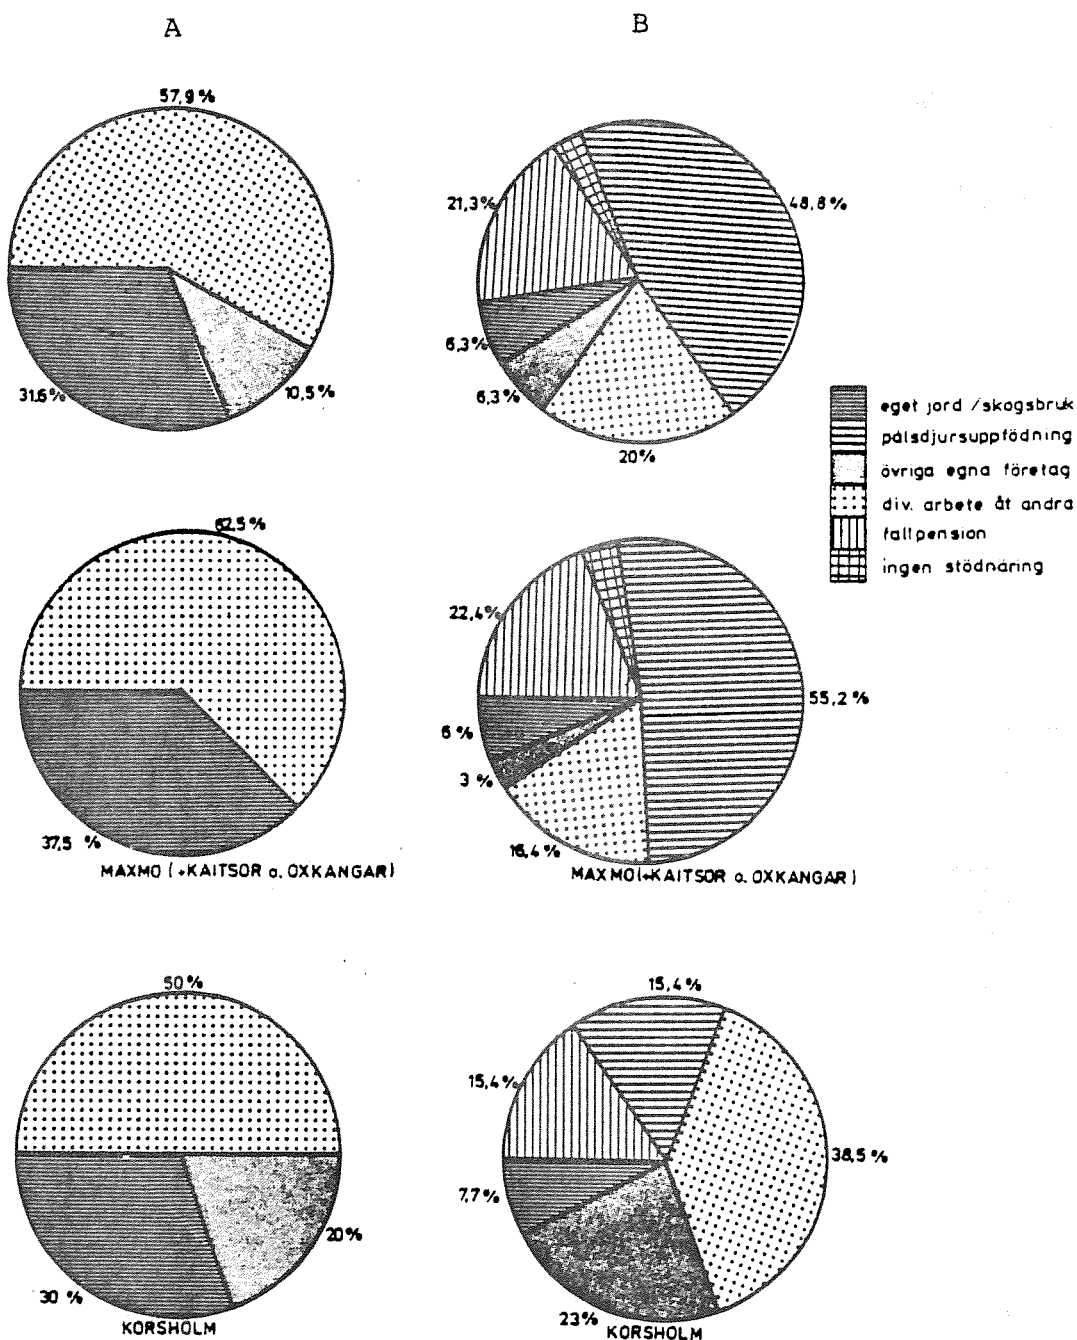 A
B
57,9%
31,6%
10,5%
48,8%
21,3%
6,3%
6,3%
20%
eget jord/skogsbruk
pälsdjursuppfödning
övriga egna företag
div. arbete åt andra
fallpension
ingen stödnäring
62,5%
37,5 %
MAXMO (+KAITSOR o. OXKANGAR)
55,2%
22,4%
6%
3 %
16,4%
MAXMO(+KAITSOR o. OXKANGAR)
50%
30 %
20%
KORSHOLM
15,4%
15,4%
38,5%
7,7%
23%
KORSHOLM